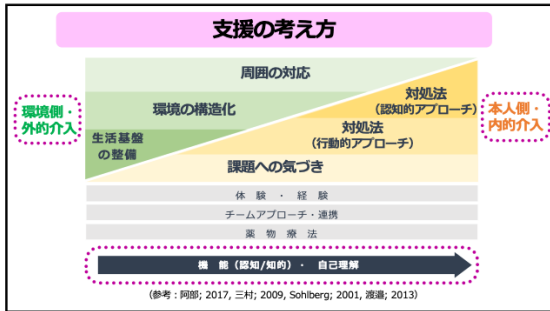 支援の考え方
周囲の対応
環境の構造化
生活基盤
の整備
環境側・
外的介入
対処法
(認知的アプローチ)
対処法
(行動的アプローチ)
課題への気づき
本人側・
内的介入
体 験 ・ 経 験
チームアプローチ・連携
薬 物 療 法
機 能(認知/知的)・ 自己理解
(参考:阿部; 2017, 三村; 2009, Sohlberg; 2001, 渡邉; 2013)